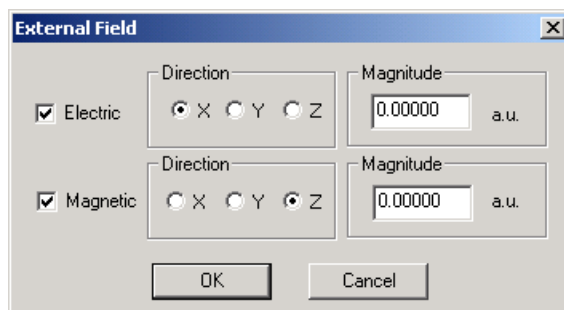 External Field
Direction
Magnitude
Electric
X Y Z
0.00000
a.u.
Direction
Magnitude
Magnetic
X Y Z
0.00000
a.u.
OK
Cancel